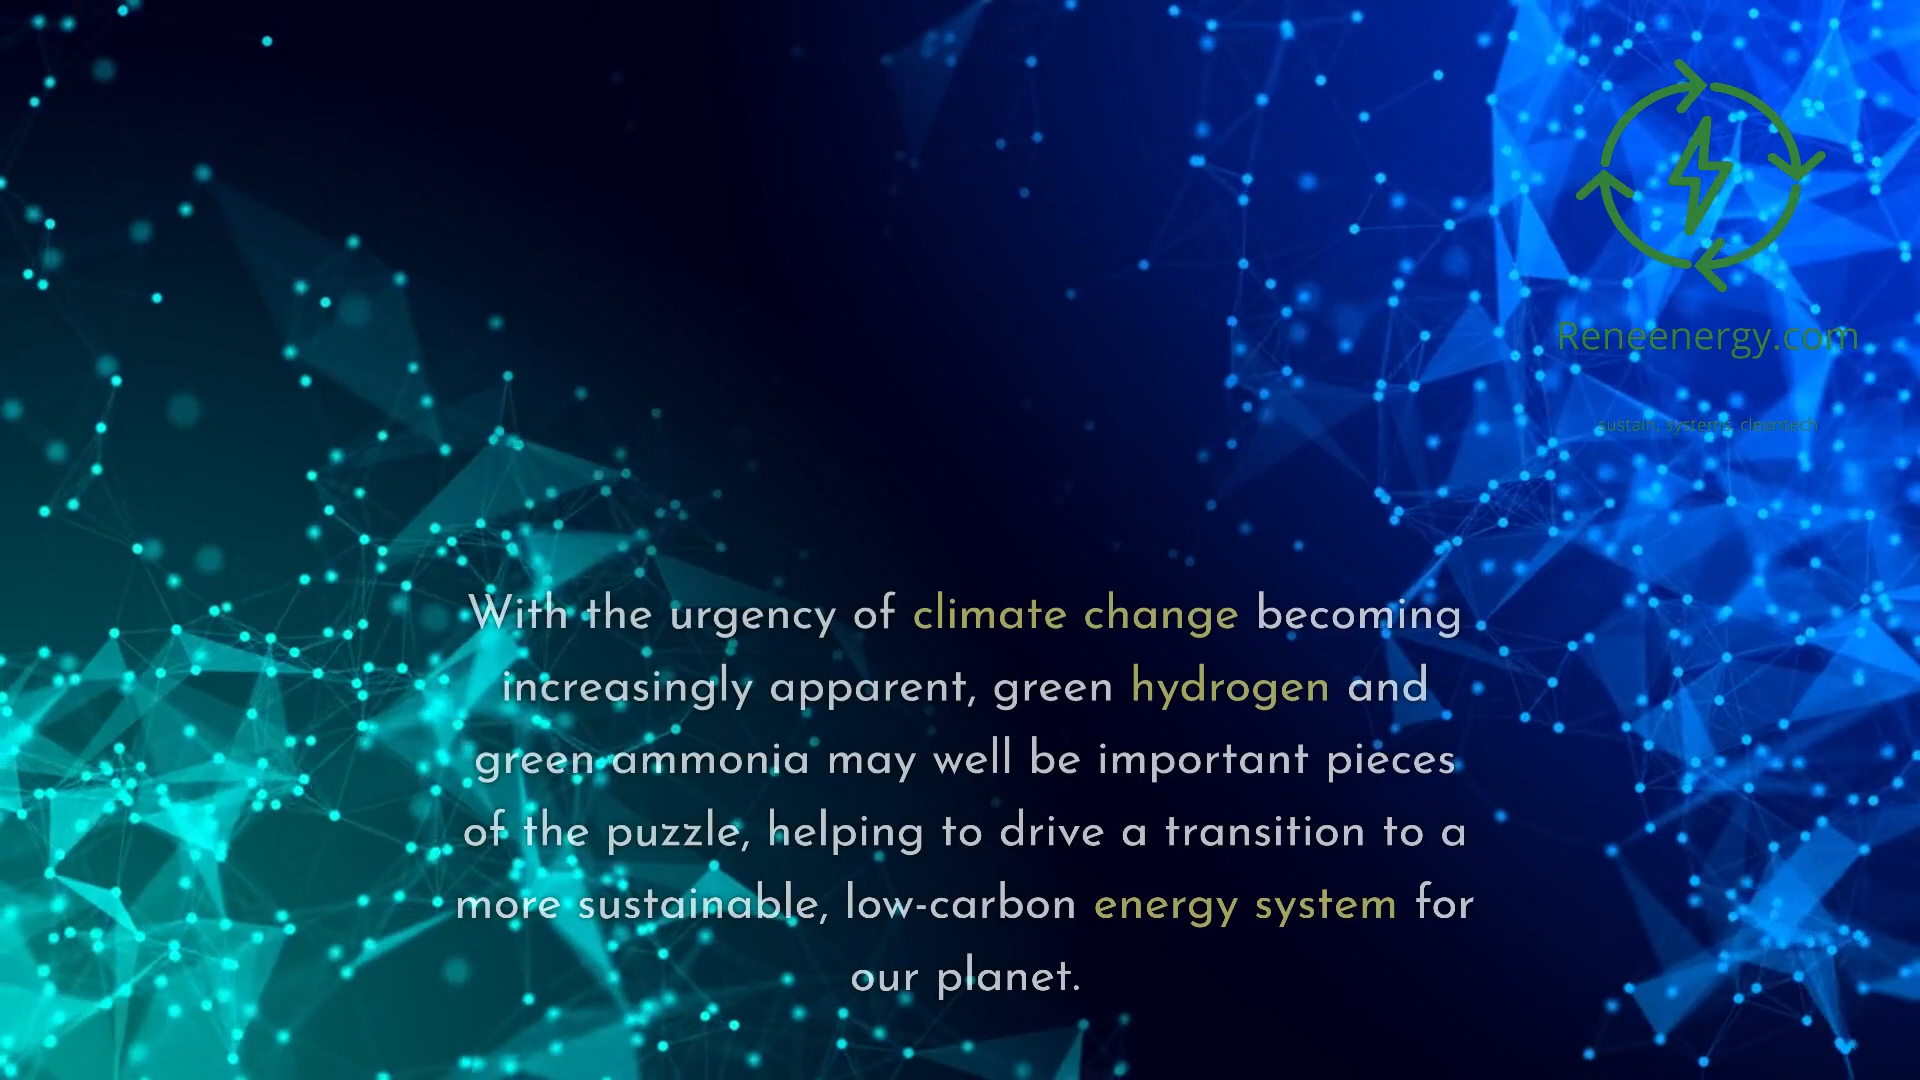 Reneenergy.com
sustain, systems, cleantech
With the urgency of climate change becoming
increasingly apparent, green hydrogen and
green ammonia may well be important pieces
of the puzzle, helping to drive a transition to a
more sustainable, low-carbon energy system for
our planet.